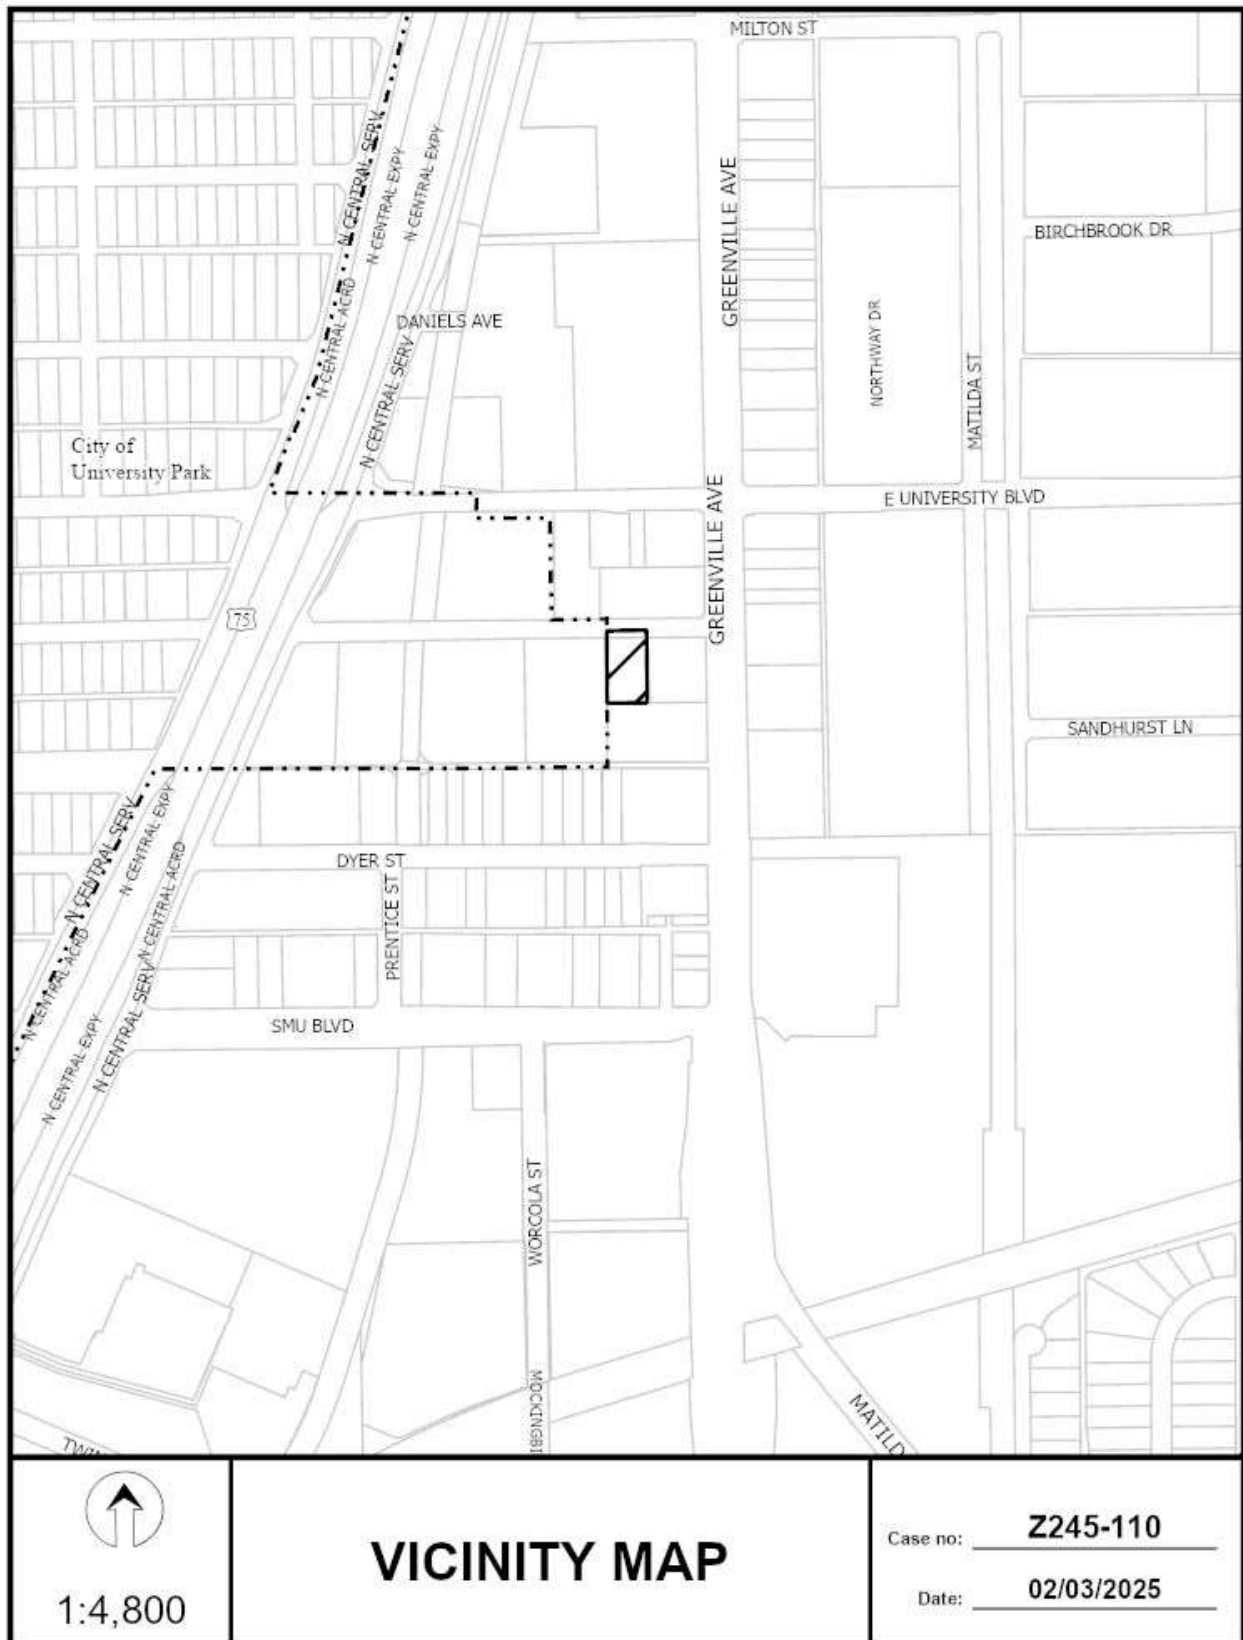 MILTON ST
N CENTRAL SERV
N CENTRAL EXPY
N CENTRAL EXPY
GREENVILLE AVE
BIRCHBROOK DR
N CENTRAL ACRD
DANIELS AVE
NORTHWAY DR
MATILDA ST
N CENTRAL SERV
City of
University Park
E UNIVERSITY BLVD
GREENVILLE AVE
75
SANDHURST LN
N CENTRAL SERV
N CENTRAL EXPY
DYER ST
N CENTRAL ACRD
PRENTICE ST
N CENTRAL ACRD
N CENTRAL SERV
SMU BLVD
N CENTRAL EXPY
WORCOLA ST
MOCKINGBI
MATILD
TWIN
1:4,800
VICINITY MAP
Case no: Z245-110
Date: 02/03/2025